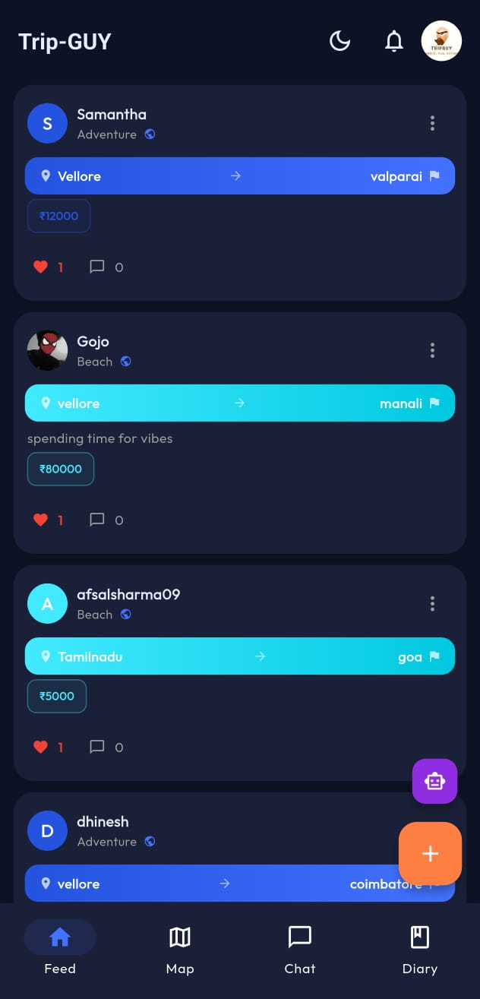 Trip-GUY
TRIPGUY
S
Samantha
Adventure
Vellore → valparai
₹12000
1 0
Gojo
Beach
vellore → manali
spending time for vibes
₹80000
1 0
A
afsalsharma09
Beach
Tamilnadu → goa
₹5000
1 0
D
dhinesh
Adventure
vellore → coimbatore
Feed Map Chat Diary